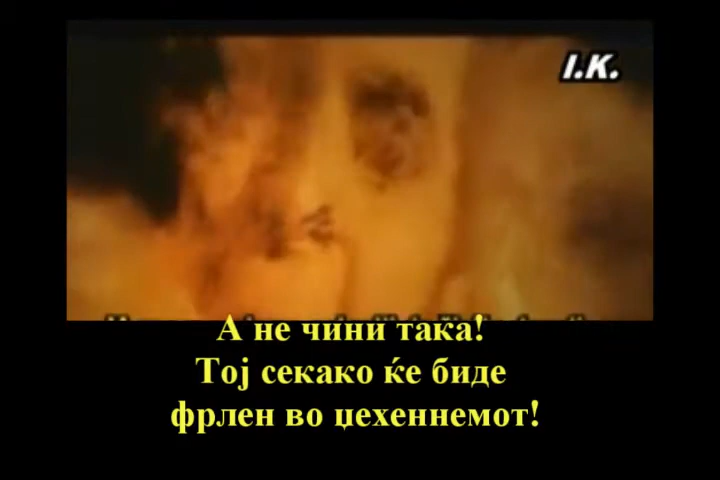 I.K.
А не чини така!
Тој секако ќе биде
фрлен во џехеннемот!